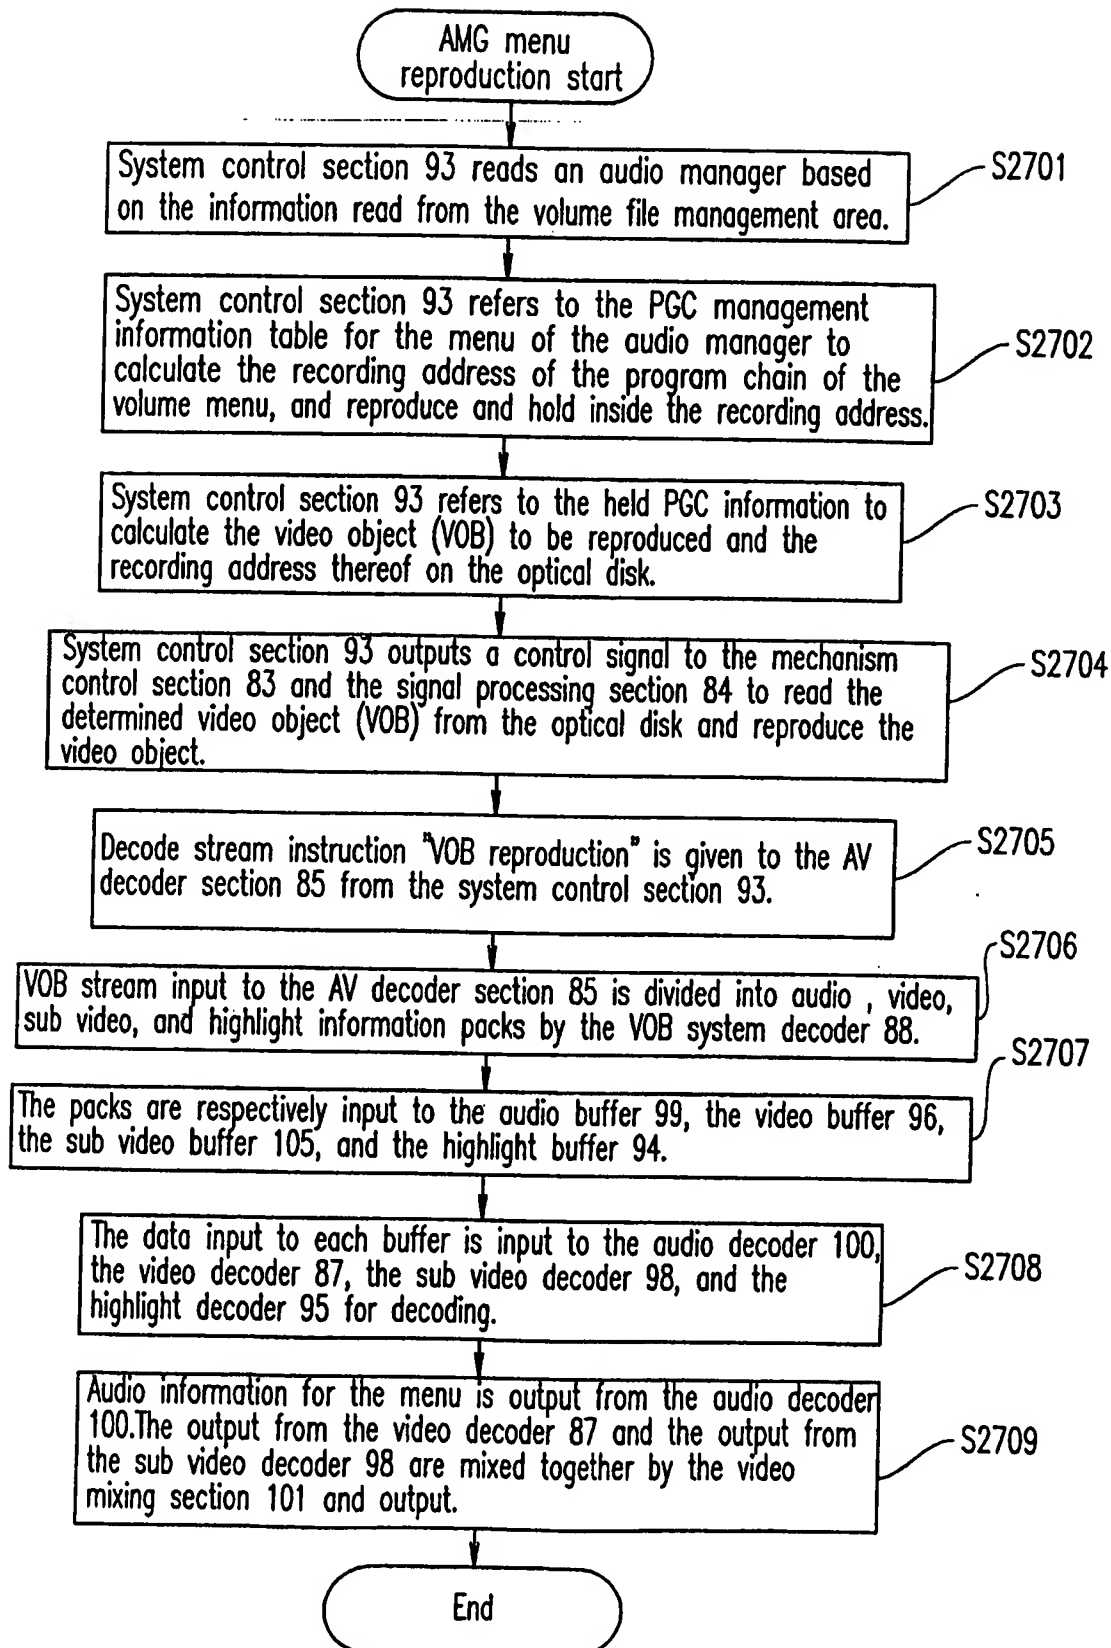 AMG menu
reproduction start
System control section 93 reads an audio manager based
on the information read from the volume file management area.
S2701
System control section 93 refers to the PGC management
information table for the menu of the audio manager to
calculate the recording address of the program chain of the
volume menu, and reproduce and hold inside the recording address.
S2702
System control section 93 refers to the held PGC information to
calculate the video object (VOB) to be reproduced and the
recording address thereof on the optical disk.
S2703
System control section 93 outputs a control signal to the mechanism
control section 83 and the signal processing section 84 to read the
determined video object (VOB) from the optical disk and reproduce the
video object.
S2704
Decode stream instruction "VOB reproduction" is given to the AV
decoder section 85 from the system control section 93.
S2705
VOB stream input to the AV decoder section 85 is divided into audio , video,
sub video, and highlight information packs by the VOB system decoder 88.
S2706
The packs are respectively input to the audio buffer 99, the video buffer 96,
the sub video buffer 105, and the highlight buffer 94.
S2707
The data input to each buffer is input to the audio decoder 100,
the video decoder 87, the sub video decoder 98, and the
highlight decoder 95 for decoding.
S2708
Audio information for the menu is output from the audio decoder
100.The output from the video decoder 87 and the output from
the sub video decoder 98 are mixed together by the video
mixing section 101 and output.
S2709
End